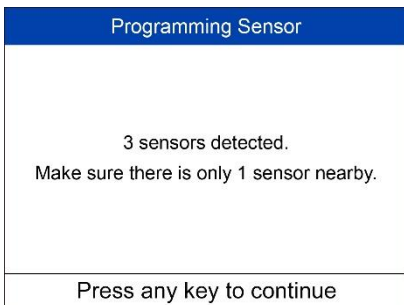 Programming Sensor
3 sensors detected.
Make sure there is only 1 sensor nearby.
Press any key to continue